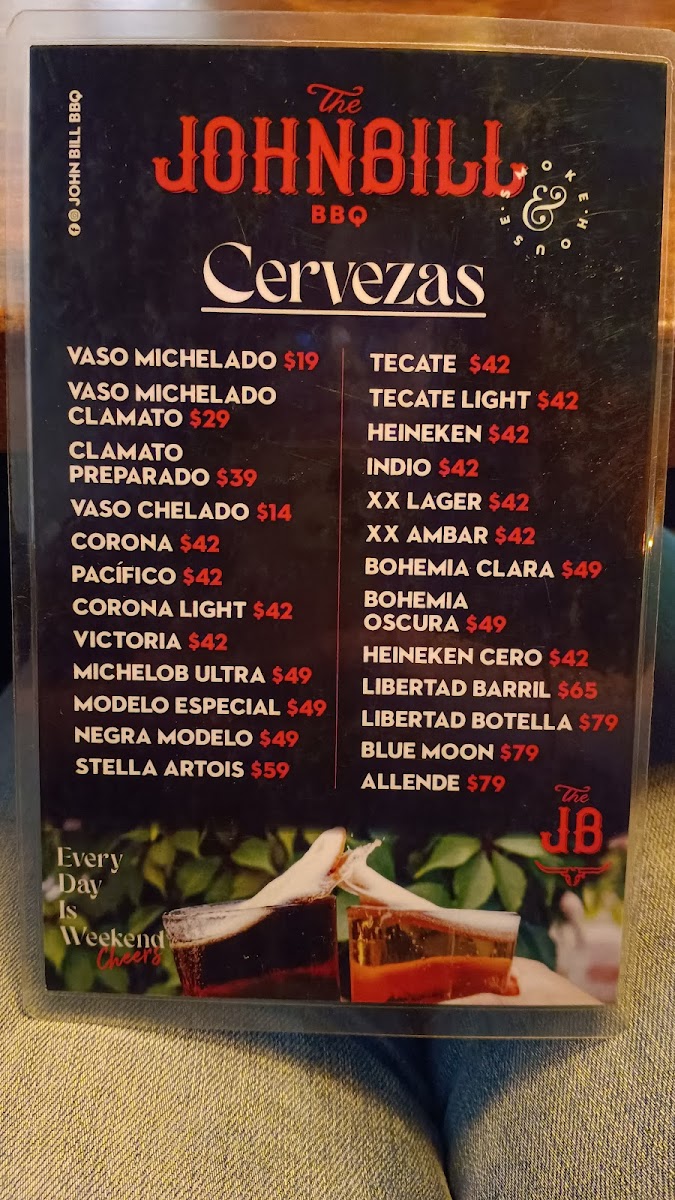 JOHN BILL BBQ
The
JOHNBILL
BBQ
SMOKE·HOUSE·
&
Cervezas
VASO MICHELADO $19
VASO MICHELADO
CLAMATO $29
CLAMATO
PREPARADO $39
VASO CHELADO $14
CORONA $42
PACÍFICO $42
CORONA LIGHT $42
VICTORIA $42
MICHELOB ULTRA $49
MODELO ESPECIAL $49
NEGRA MODELO $49
STELLA ARTOIS $59
TECATE $42
TECATE LIGHT $42
HEINEKEN $42
INDIO $42
XX LAGER $42
XX AMBAR $42
BOHEMIA CLARA $49
BOHEMIA
OSCURA $49
HEINEKEN CERO $42
LIBERTAD BARRIL $65
LIBERTAD BOTELLA $79
BLUE MOON $79
ALLENDE $79
The
JB
Every
Day
Is
Weekend
Cheers